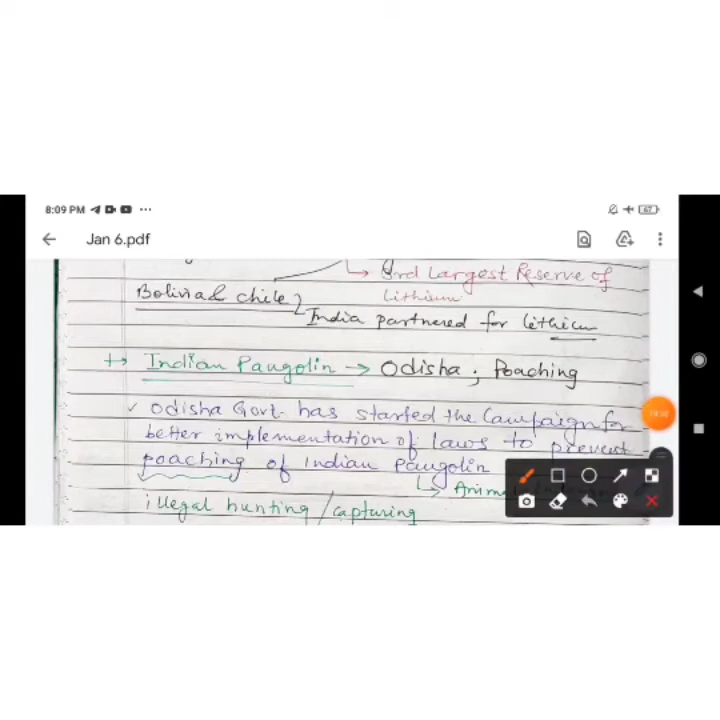 8:09 PM
67
Jan 6.pdf
3rd Largest Reserve of
Lithium
Bolivia & Chile
India partnered for lithium
Indian Pangolin → Odisha ; Poaching
✓ Odisha Govt. has started the Campaign for
better implementation of laws to prevent
poaching of Indian Pangolin
↳ Animal
illegal hunting / capturing